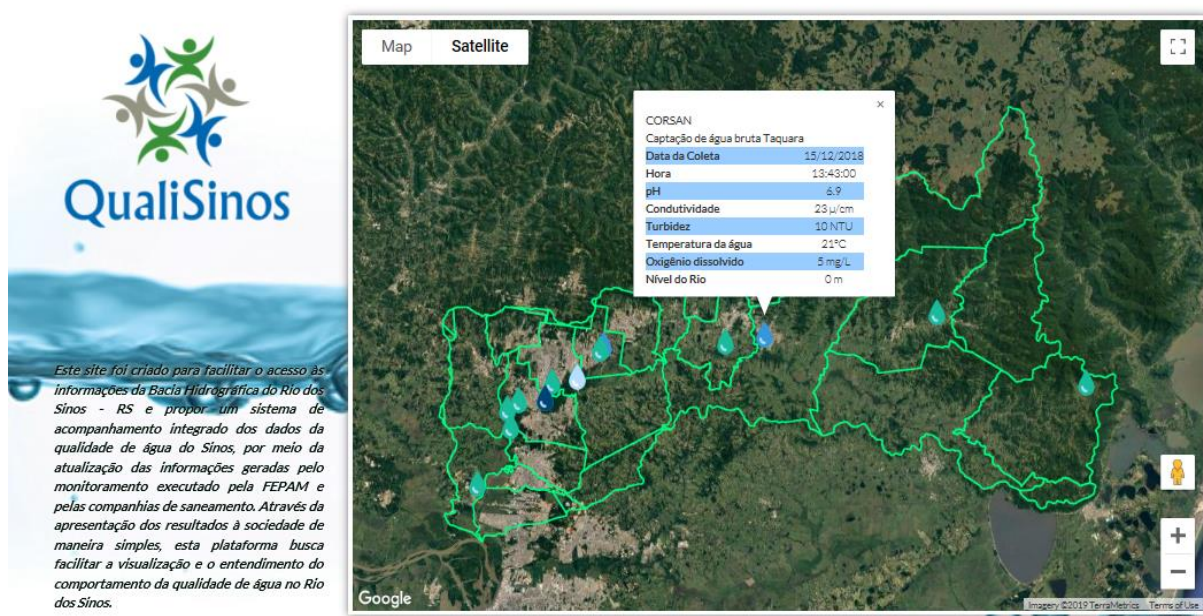 QualiSinos
Este site foi criado para facilitar o acesso às
informações da Bacia Hidrográfica do Rio dos
Sinos - RS e propor um sistema de
acompanhamento integrado dos dados da
qualidade de água do Sinos, por meio da
atualização das informações geradas pelo
monitoramento executado pela FEPAM e
pelas companhias de saneamento. Através da
apresentação dos resultados à sociedade de
maneira simples, esta plataforma busca
facilitar a visualização e o entendimento do
comportamento da qualidade de água no Rio
dos Sinos.
Map Satellite
×
CORSAN
Captação de água bruta Taquara
Data da Coleta 15/12/2018
Hora 13:43:00
pH 6.9
Condutividade 23 µ/cm
Turbidez 10 NTU
Temperatura da água 21°C
Oxigênio dissolvido 5 mg/L
Nível do Rio 0 m
+
−
Google
Imagery ©2019 TerraMetrics Terms of Use